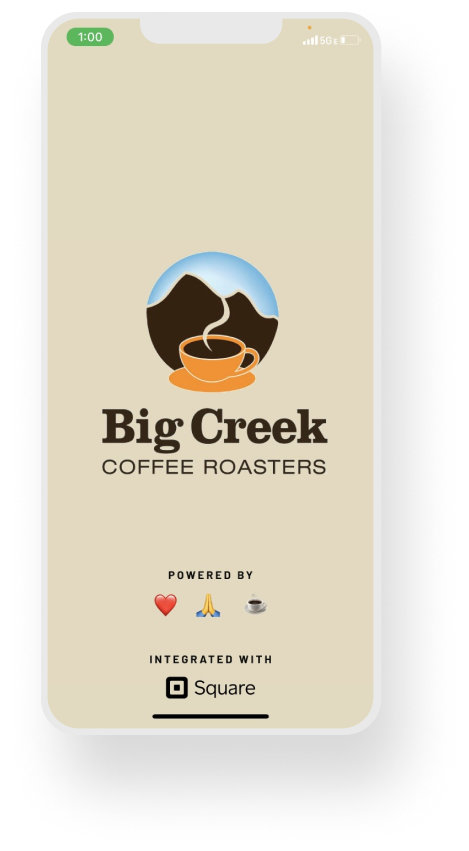 1:00
5G E
Big Creek
COFFEE ROASTERS
POWERED BY
INTEGRATED WITH
Square